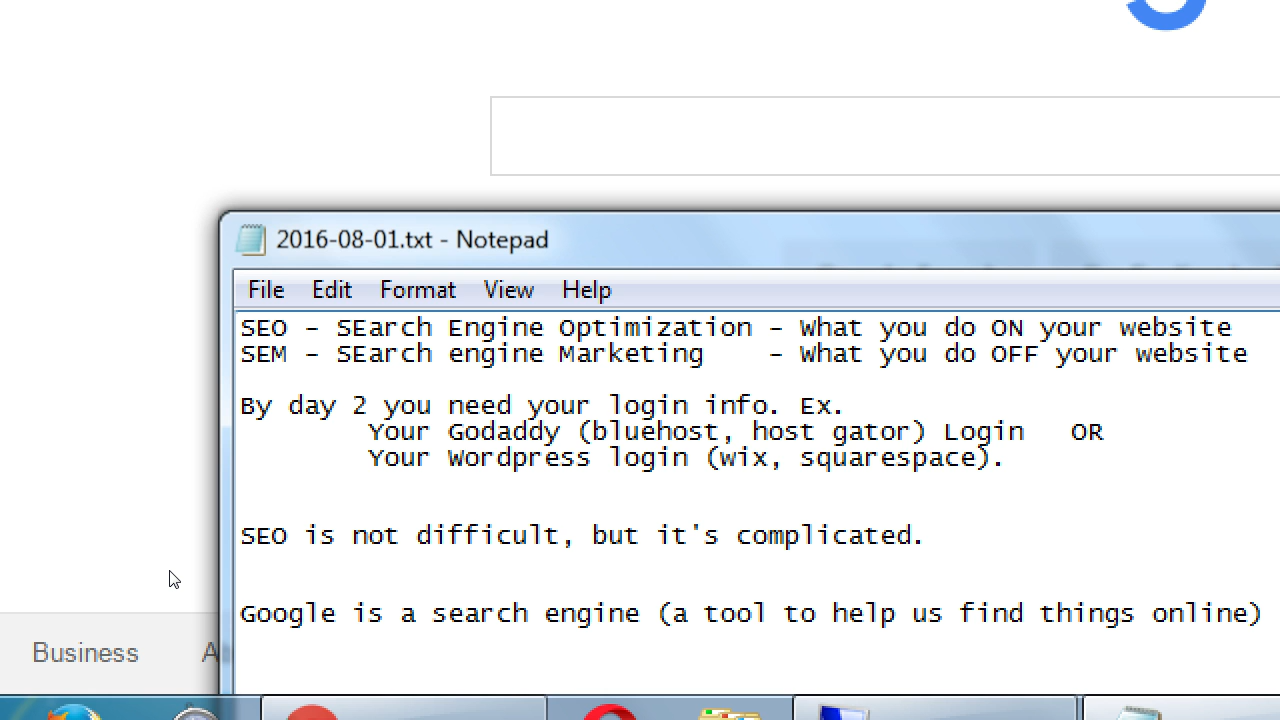 2016-08-01.txt - Notepad
File Edit Format View Help
SEO - SEarch Engine Optimization - What you do ON your website
SEM - SEarch engine Marketing - What you do OFF your website
By day 2 you need your login info. Ex.
Your Godaddy (bluehost, host gator) Login OR
Your Wordpress login (wix, squarespace).
SEO is not difficult, but it's complicated.
Google is a search engine (a tool to help us find things online)
Business